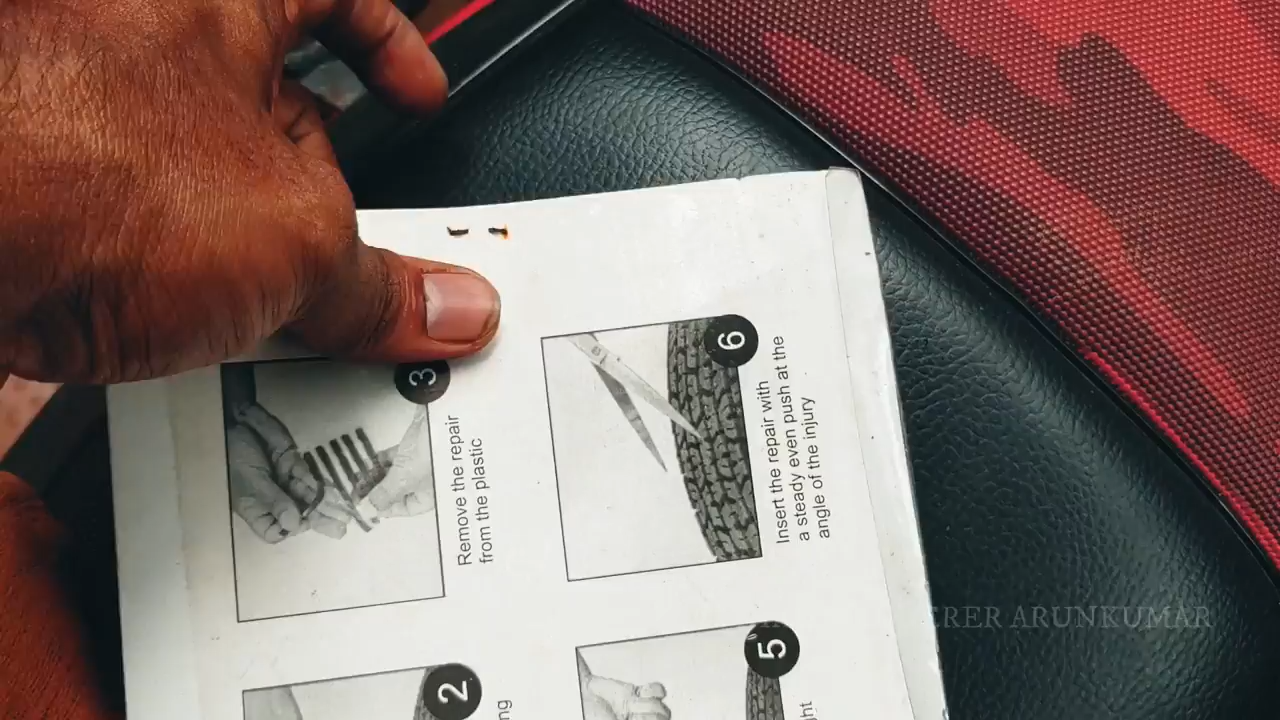 3
Remove the repair
from the plastic
6
Insert the repair with
a steady even push at the
angle of the injury
2
5
ARUNKUMAR